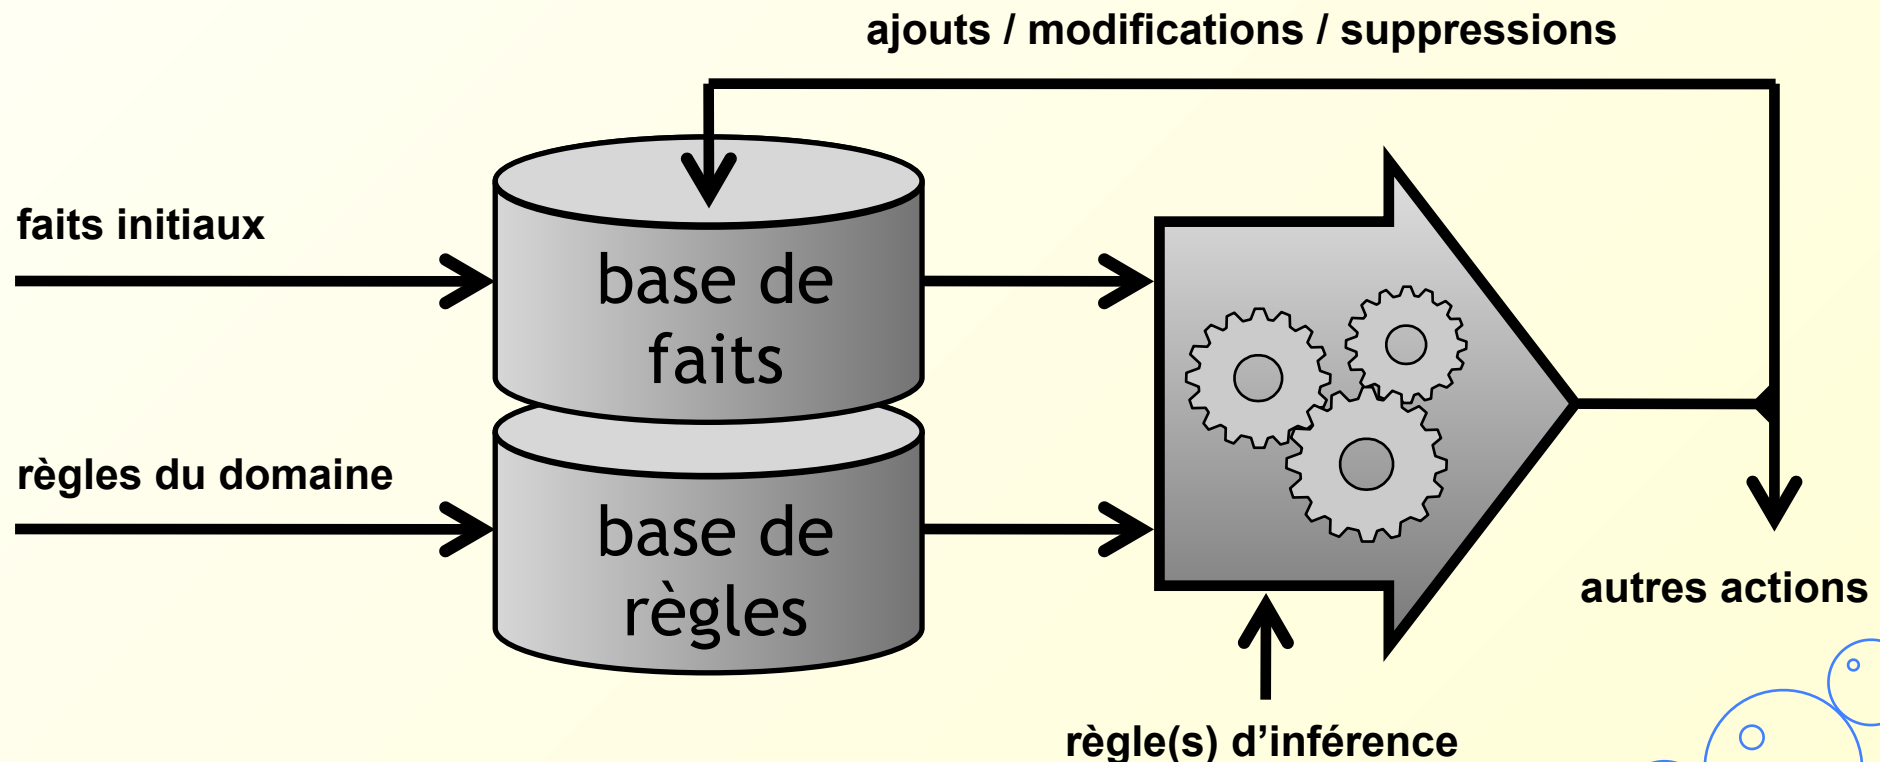 ajouts / modifications / suppressions
faits initiaux
base de
faits
règles du domaine
base de
règles
autres actions
règle(s) d’inférence